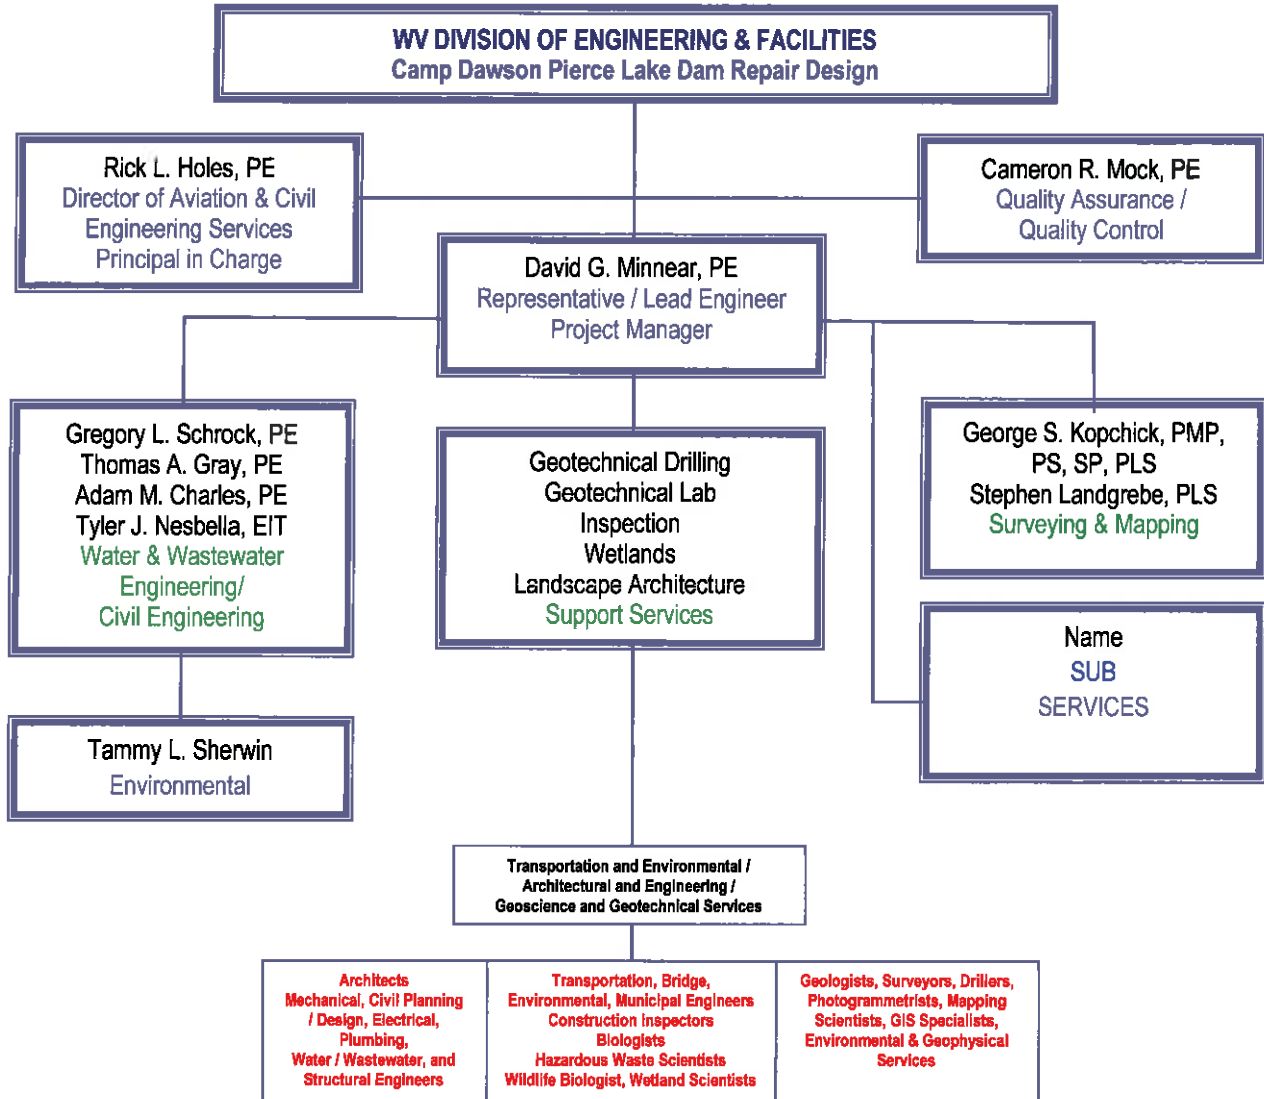 WV DIVISION OF ENGINEERING & FACILITIES
Camp Dawson Pierce Lake Dam Repair Design
Rick L. Holes, PE
Director of Aviation & Civil
Engineering Services
Principal in Charge
Cameron R. Mock, PE
Quality Assurance /
Quality Control
David G. Minnear, PE
Representative / Lead Engineer
Project Manager
Gregory L. Schrock, PE
Thomas A. Gray, PE
Adam M. Charles, PE
Tyler J. Nesbella, EIT
Water & Wastewater
Engineering/
Civil Engineering
Geotechnical Drilling
Geotechnical Lab
Inspection
Wetlands
Landscape Architecture
Support Services
George S. Kopchick, PMP,
PS, SP, PLS
Stephen Landgrebe, PLS
Surveying & Mapping
Name
SUB
SERVICES
Tammy L. Sherwin
Environmental
Transportation and Environmental /
Architectural and Engineering /
Geoscience and Geotechnical Services
Architects
Mechanical, Civil Planning
/ Design, Electrical,
Plumbing,
Water / Wastewater, and
Structural Engineers
Transportation, Bridge,
Environmental, Municipal Engineers
Construction Inspectors
Biologists
Hazardous Waste Scientists
Wildlife Biologist, Wetland Scientists
Geologists, Surveyors, Drillers,
Photogrammetrists, Mapping
Scientists, GIS Specialists,
Environmental & Geophysical
Services